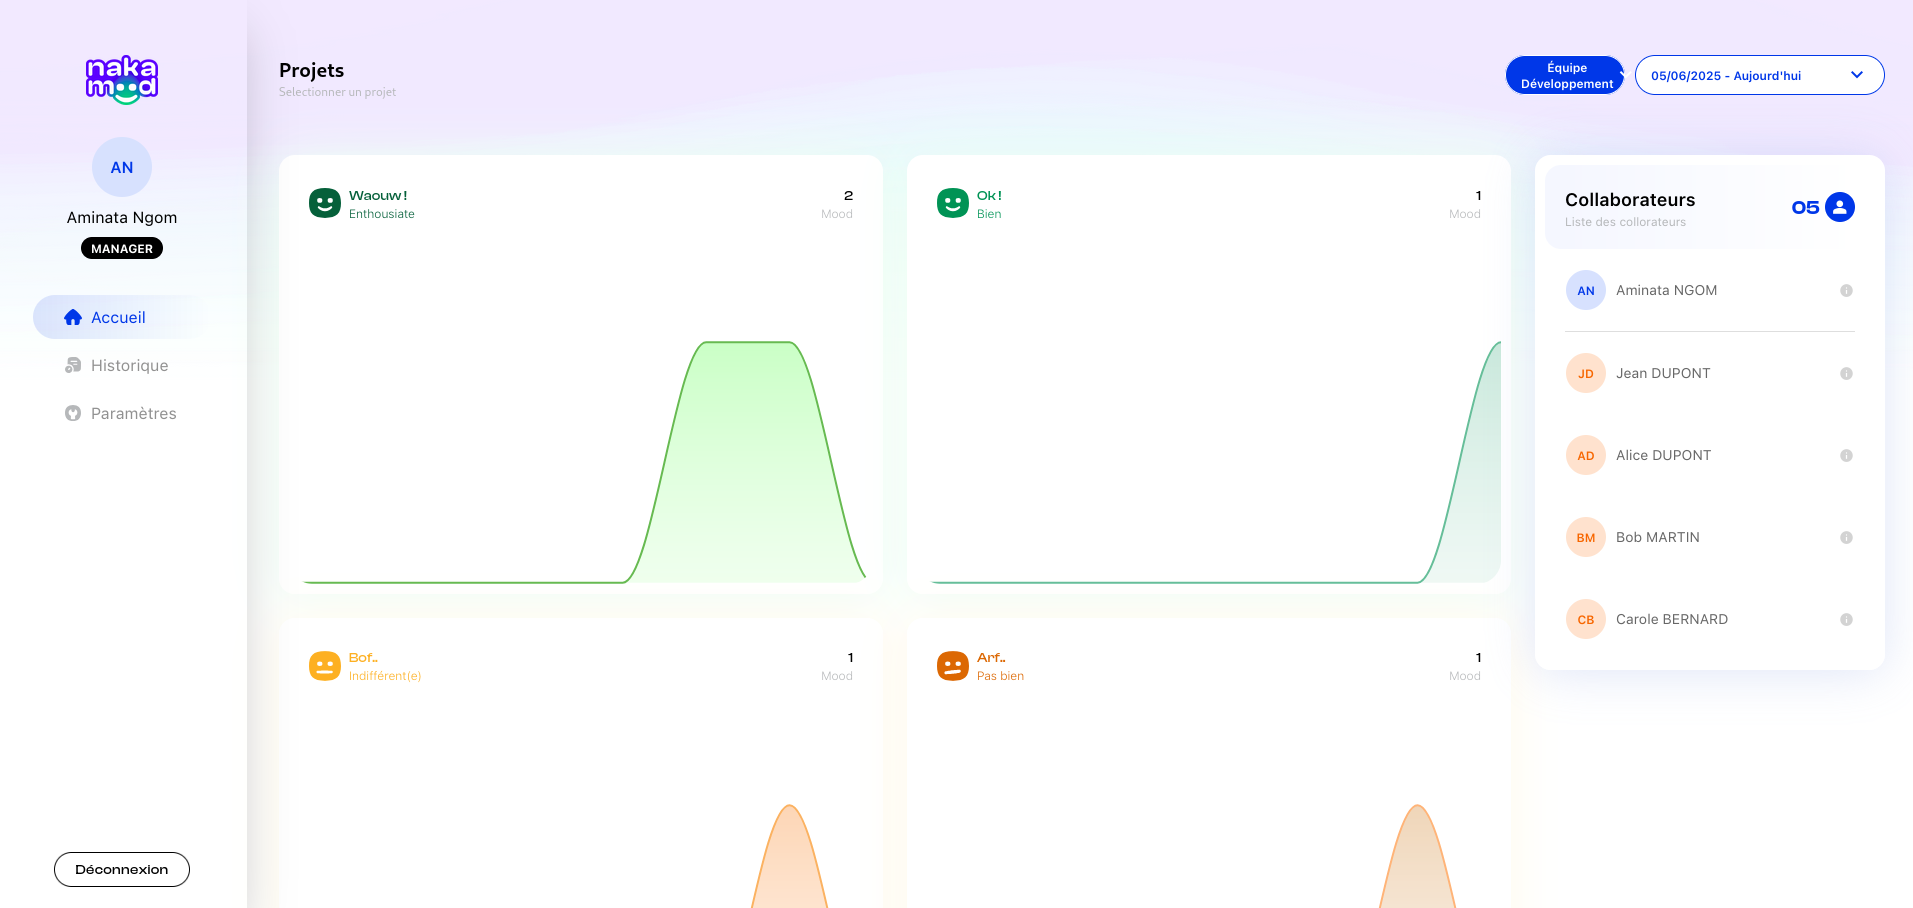 naka
mood
AN
Aminata Ngom
MANAGER
Accueil
Historique
Paramètres
Déconnexion
Projets
Selectionner un projet
Équipe
Développement
05/06/2025 - Aujourd'hui
Waouw !
Enthousiate
2
Mood
Ok !
Bien
1
Mood
Bof..
Indifférent(e)
1
Mood
Arf..
Pas bien
1
Mood
Collaborateurs
Liste des collorateurs
05
AN
Aminata NGOM
JD
Jean DUPONT
AD
Alice DUPONT
BM
Bob MARTIN
CB
Carole BERNARD